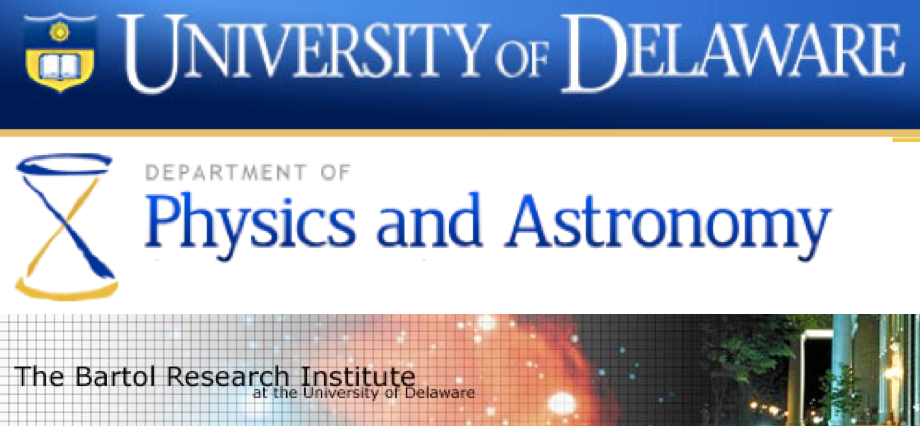 UNIVERSITY OF DELAWARE
DEPARTMENT OF
Physics and Astronomy
The Bartol Research Institute
at the University of Delaware